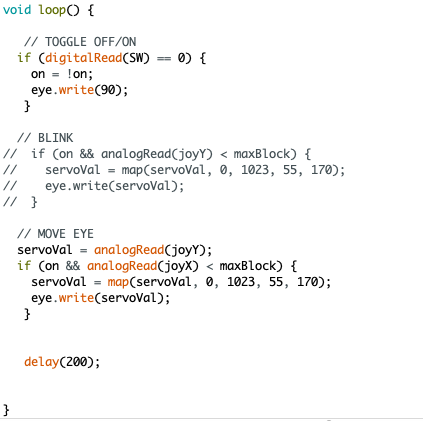 void loop() {
// TOGGLE OFF/ON
if (digitalRead(SW) == 0) {
on = !on;
eye.write(90);
}
// BLINK
//  if (on && analogRead(joyY) < maxBlock) {
//    servoVal = map(servoVal, 0, 1023, 55, 170);
//    eye.write(servoVal);
//  }
// MOVE EYE
servoVal = analogRead(joyY);
if (on && analogRead(joyX) < maxBlock) {
servoVal = map(servoVal, 0, 1023, 55, 170);
eye.write(servoVal);
}
delay(200);
}